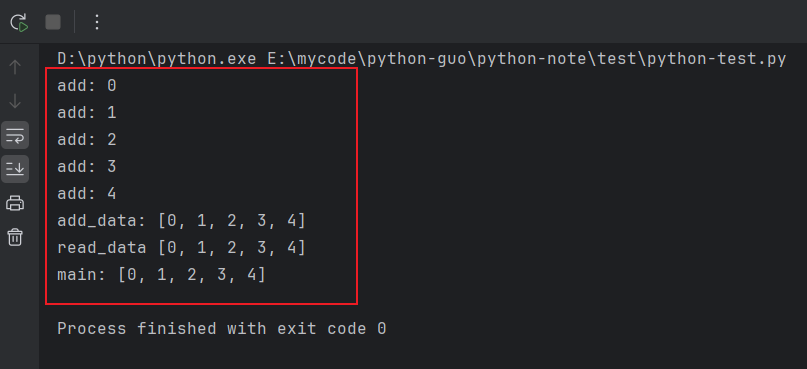 D:\python\python.exe E:\mycode\python-guo\python-note\test\python-test.py
add: 0
add: 1
add: 2
add: 3
add: 4
add_data: [0, 1, 2, 3, 4]
read_data [0, 1, 2, 3, 4]
main: [0, 1, 2, 3, 4]
Process finished with exit code 0